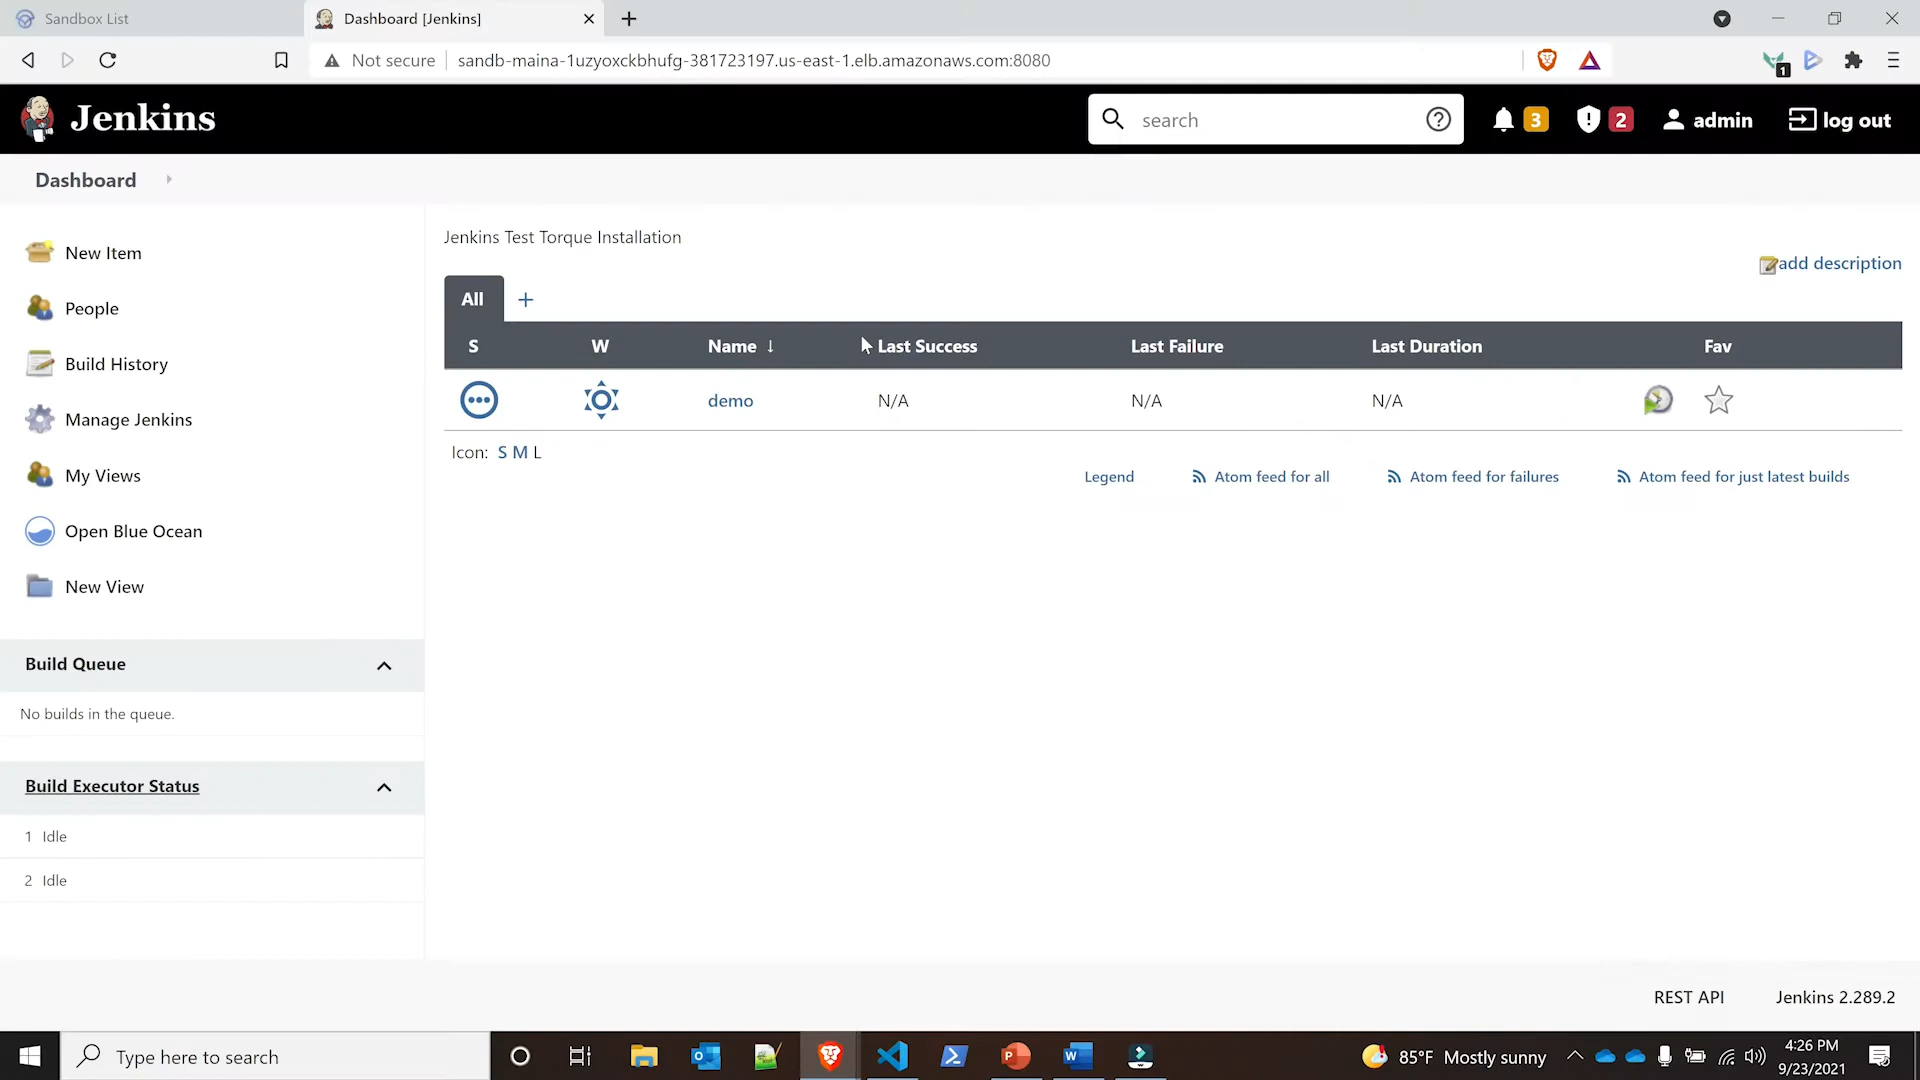 Sandbox List
Dashboard [Jenkins]
Not secure
sandb-maina-1uzyoxckbhufg-381723197.us-east-1.elb.amazonaws.com:8080
1
Jenkins
search
3
2
admin
log out
Dashboard
New Item
People
Build History
Manage Jenkins
My Views
Open Blue Ocean
New View
Build Queue
No builds in the queue.
Build Executor Status
1 Idle
2 Idle
Jenkins Test Torque Installation
add description
All +
S W Name ↓ Last Success Last Failure Last Duration Fav
demo N/A N/A N/A
Icon: S M L
Legend Atom feed for all Atom feed for failures Atom feed for just latest builds
REST API Jenkins 2.289.2
Type here to search
85°F Mostly sunny
4:26 PM
9/23/2021